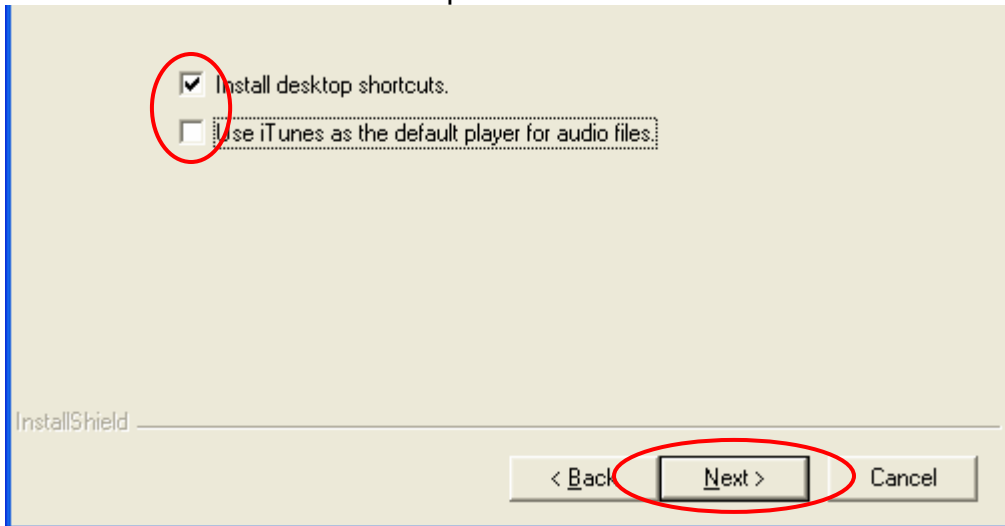 Install desktop shortcuts.
Use iTunes as the default player for audio files.
InstallShield
< Back Next > Cancel